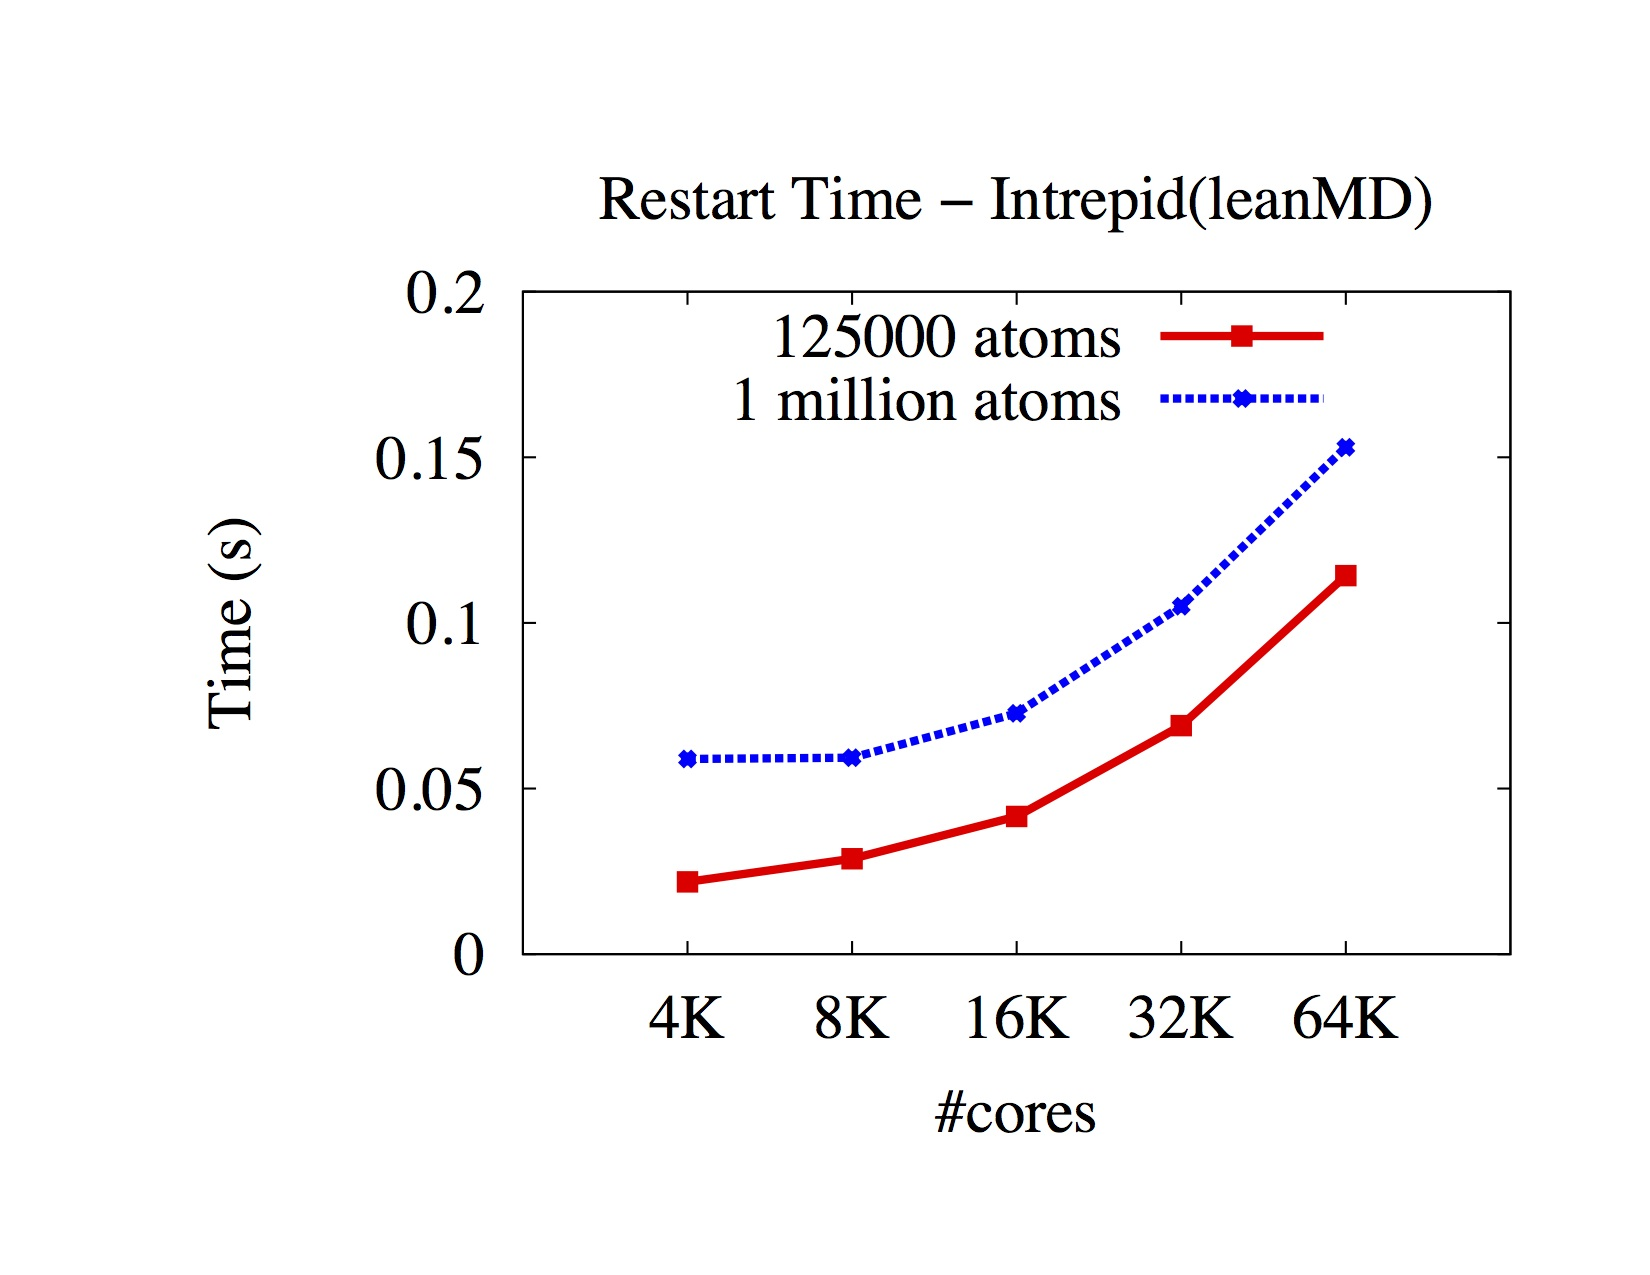 Restart Time – Intrepid(leanMD)
0.2
0.15
0.1
0.05
0
Time (s)
125000 atoms
1 million atoms
4K 8K 16K 32K 64K
#cores